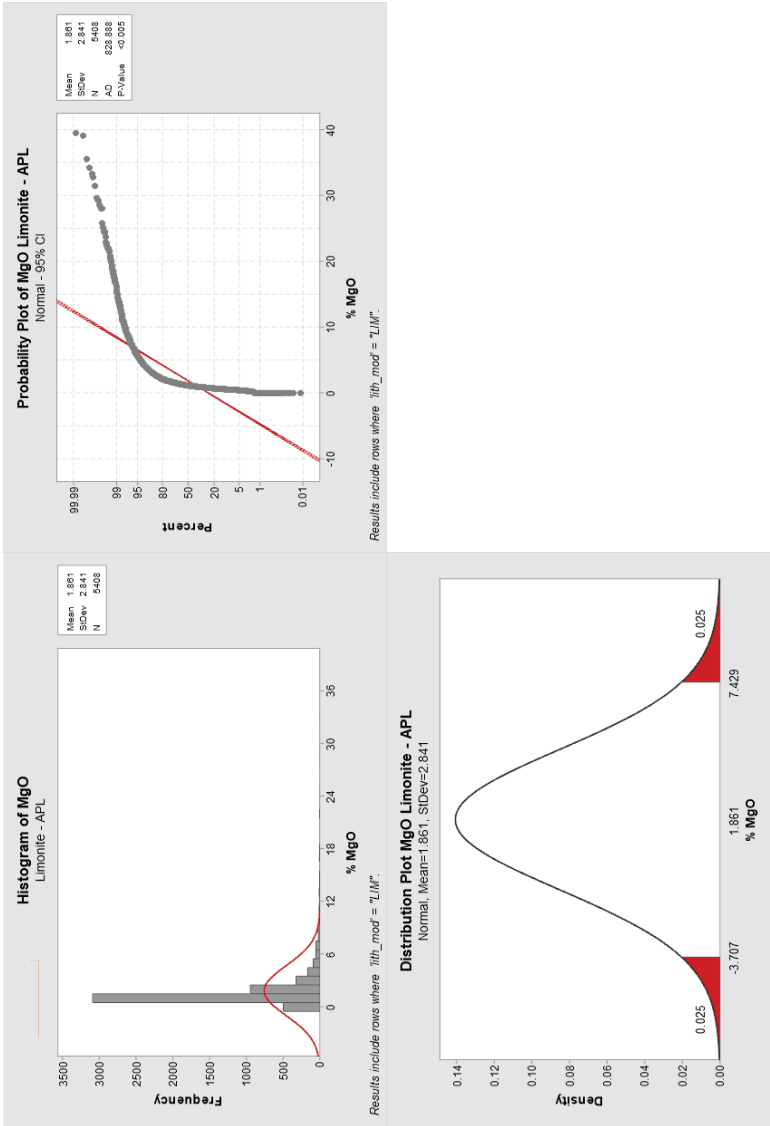 Histogram of MgO
Limonite - APL
Mean 1.861
StDev 2.841
N 5408
3500
3000
2500
2000
1500
1000
500
0
Frequency
0 6 12 18 24 30 36
% MgO
Results include rows where 'lith_mod' = "LIM".
Probability Plot of MgO Limonite - APL
Normal - 95% CI
Mean 1.861
StDev 2.841
N 5408
AD 828.888
P-Value <0.005
99.99
99
95
80
50
20
5
1
0.01
Percent
-10 0 10 20 30 40
% MgO
Results include rows where 'lith_mod' = "LIM".
Distribution Plot MgO Limonite - APL
Normal, Mean=1.861, StDev=2.841
0.14
0.12
0.10
0.08
0.06
0.04
0.02
0.00
Density
0.025
0.025
-3.707 1.861 7.429
% MgO